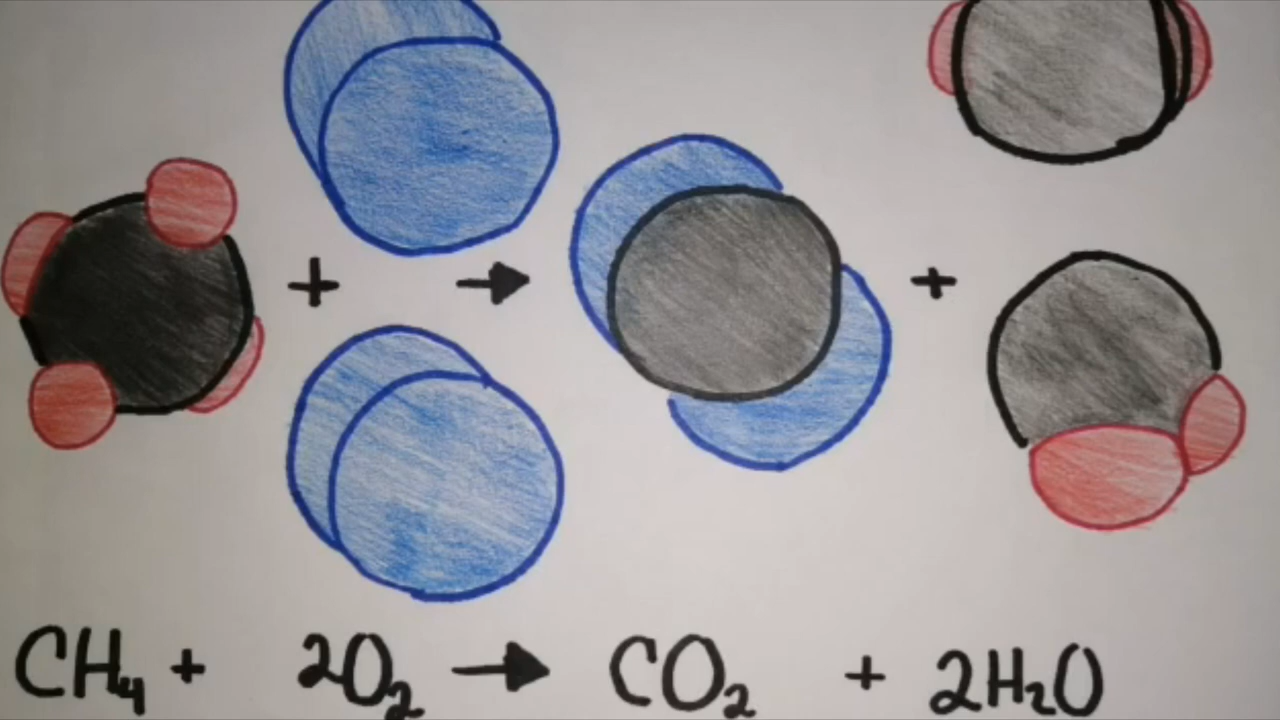 + → + 
CH₄ + 2O₂ → CO₂ + 2H₂O